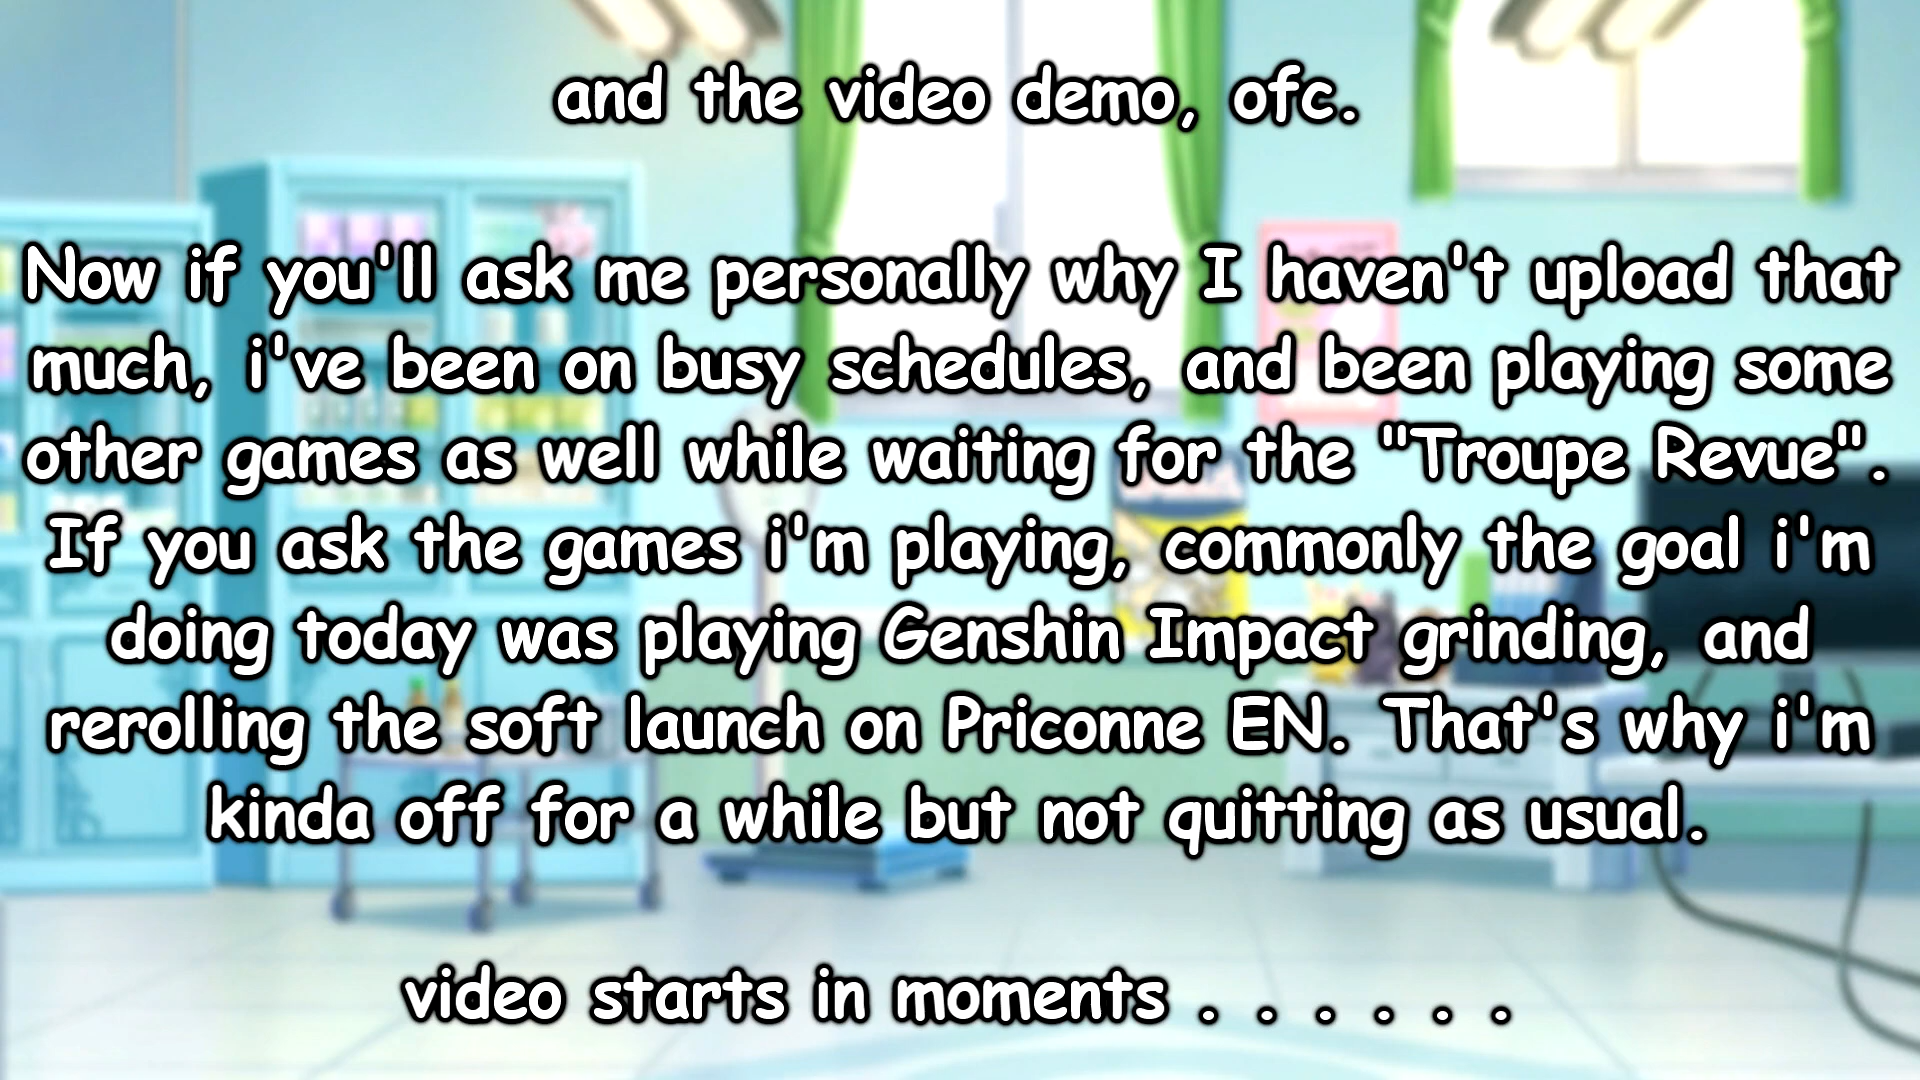 and the video demo, ofc.
Now if you'll ask me personally why I haven't upload that
much, i've been on busy schedules, and been playing some
other games as well while waiting for the "Troupe Revue".
If you ask the games i'm playing, commonly the goal i'm
doing today was playing Genshin Impact grinding, and
rerolling the soft launch on Priconne EN. That's why i'm
kinda off for a while but not quitting as usual.
video starts in moments . . . . . .